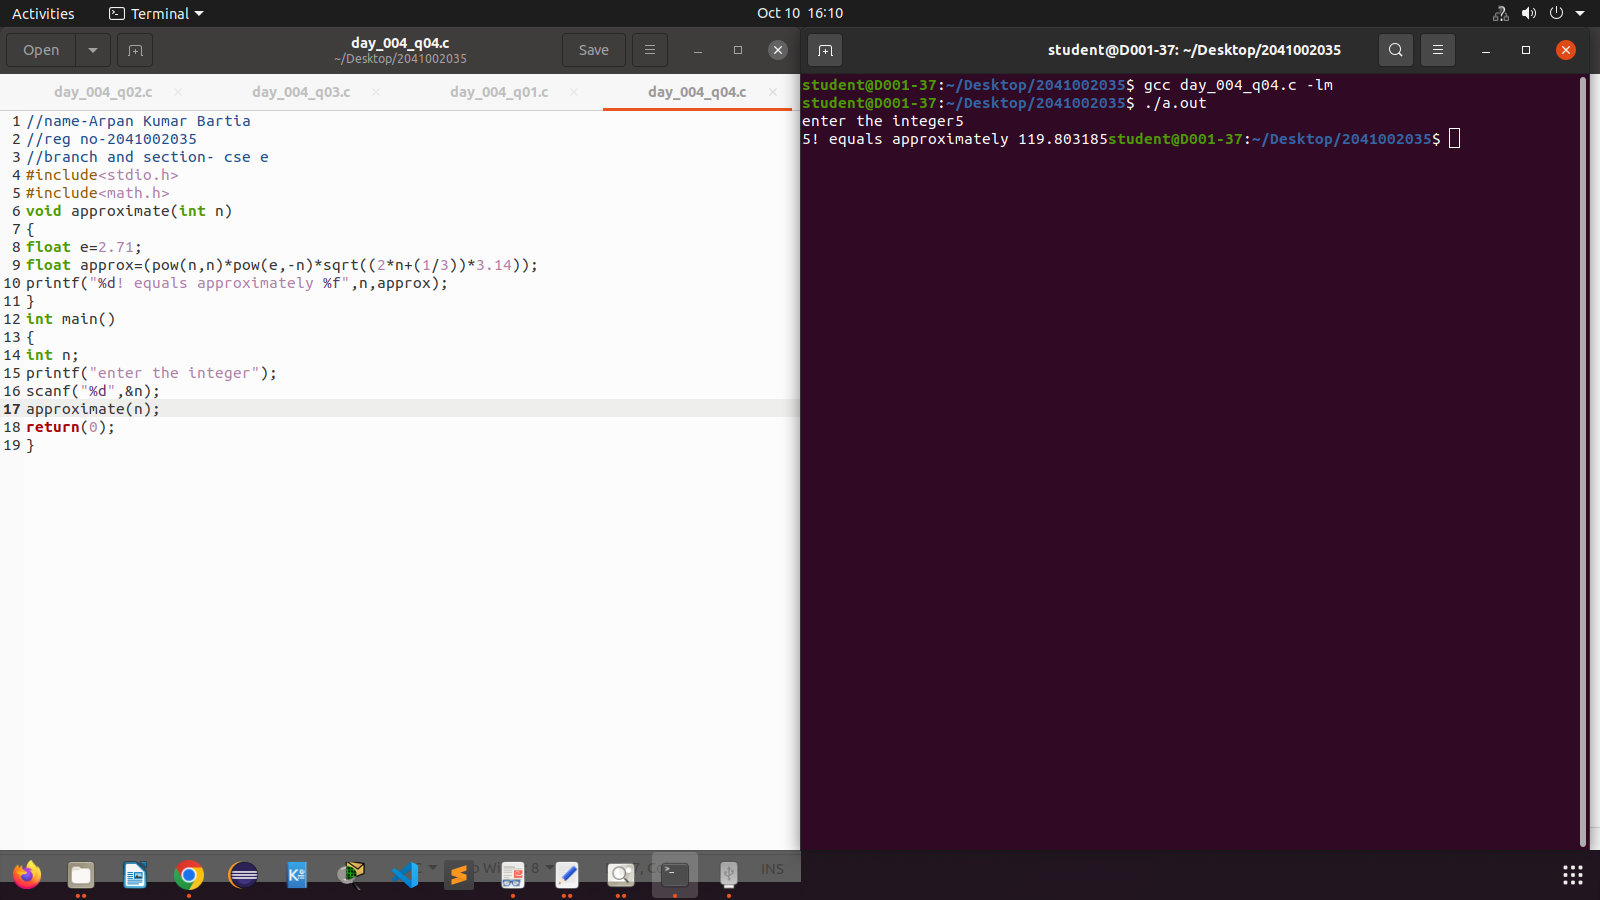 Activities
Terminal
Oct 10 16:10
Open
day_004_q04.c
~/Desktop/2041002035
Save
day_004_q02.c
day_004_q03.c
day_004_q01.c
day_004_q04.c
1 //name-Arpan Kumar Bartia
2 //reg no-2041002035
3 //branch and section- cse e
4 #include<stdio.h>
5 #include<math.h>
6 void approximate(int n)
7 {
8 float e=2.71;
9 float approx=(pow(n,n)*pow(e,-n)*sqrt((2*n+(1/3))*3.14));
10 printf("%d! equals approximately %f",n,approx);
11 }
12 int main()
13 {
14 int n;
15 printf("enter the integer");
16 scanf("%d",&n);
17 approximate(n);
18 return(0);
19 }
student@D001-37: ~/Desktop/2041002035
student@D001-37:~/Desktop/2041002035$ gcc day_004_q04.c -lm
student@D001-37:~/Desktop/2041002035$ ./a.out
enter the integer5
5! equals approximately 119.803185student@D001-37:~/Desktop/2041002035$
INS